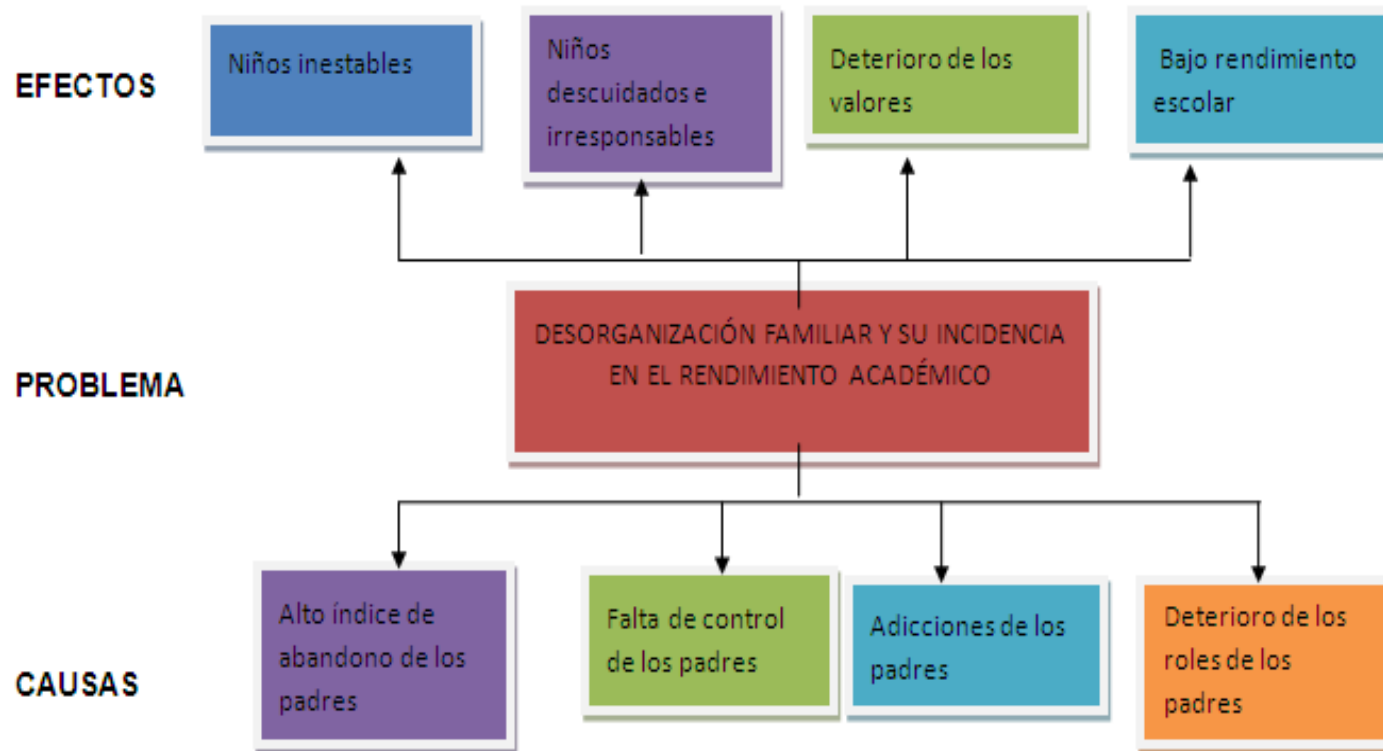 EFECTOS
Niños inestables
Niños
descuidados e
irresponsables
Deterioro de los
valores
Bajo rendimiento
escolar
PROBLEMA
DESORGANIZACIÓN FAMILIAR Y SU INCIDENCIA
EN EL RENDIMIENTO ACADÉMICO
CAUSAS
Alto índice de
abandono de los
padres
Falta de control
de los padres
Adicciones de los
padres
Deterioro de los
roles de los
padres